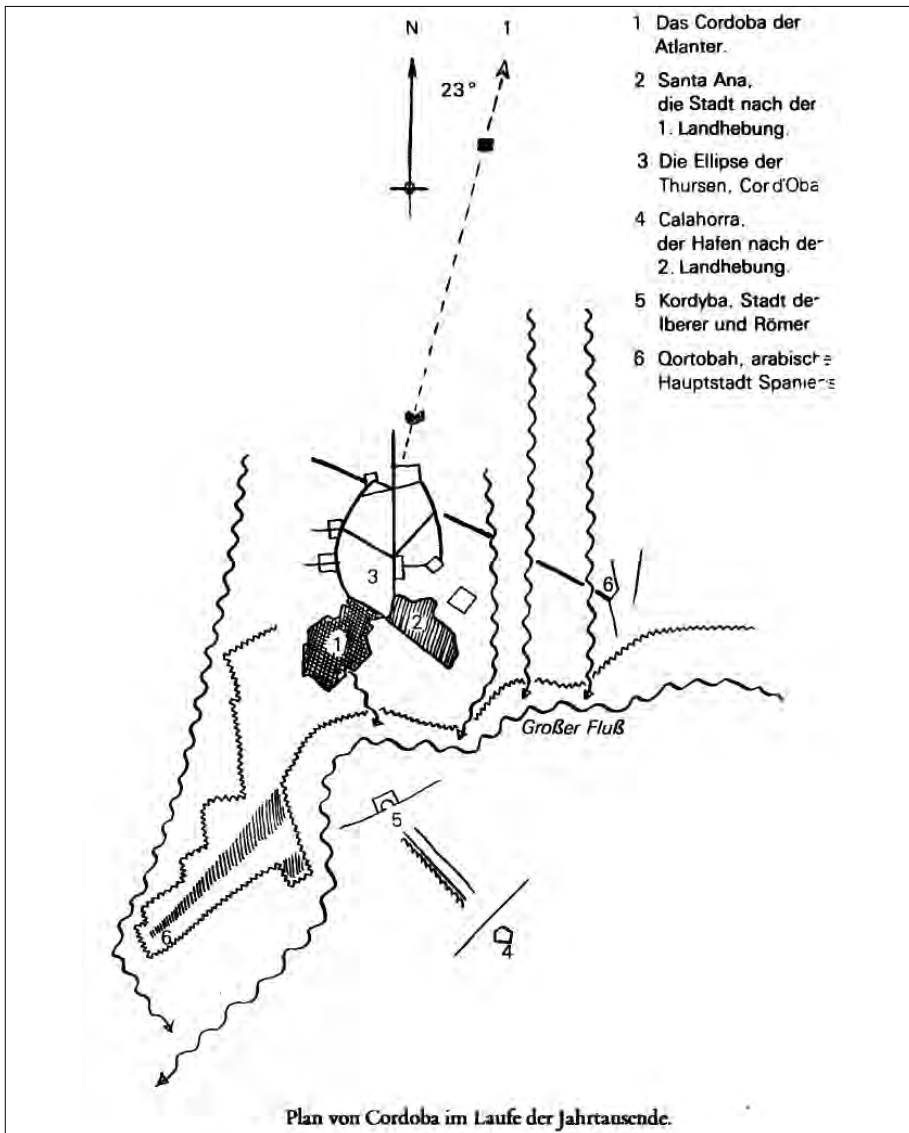 N 1
23°
1 Das Cordoba der
Atlanter.
2 Santa Ana,
die Stadt nach der
1. Landhebung.
3 Die Ellipse der
Thursen, Cord'Oba
4 Calahorra,
der Hafen nach der
2. Landhebung.
5 Kordyba, Stadt der
Iberer und Römer
6 Qortobah, arabische
Hauptstadt Spaniens
3
6
2
1
Großer Fluß
5
6
4
Plan von Cordoba im Laufe der Jahrtausende.